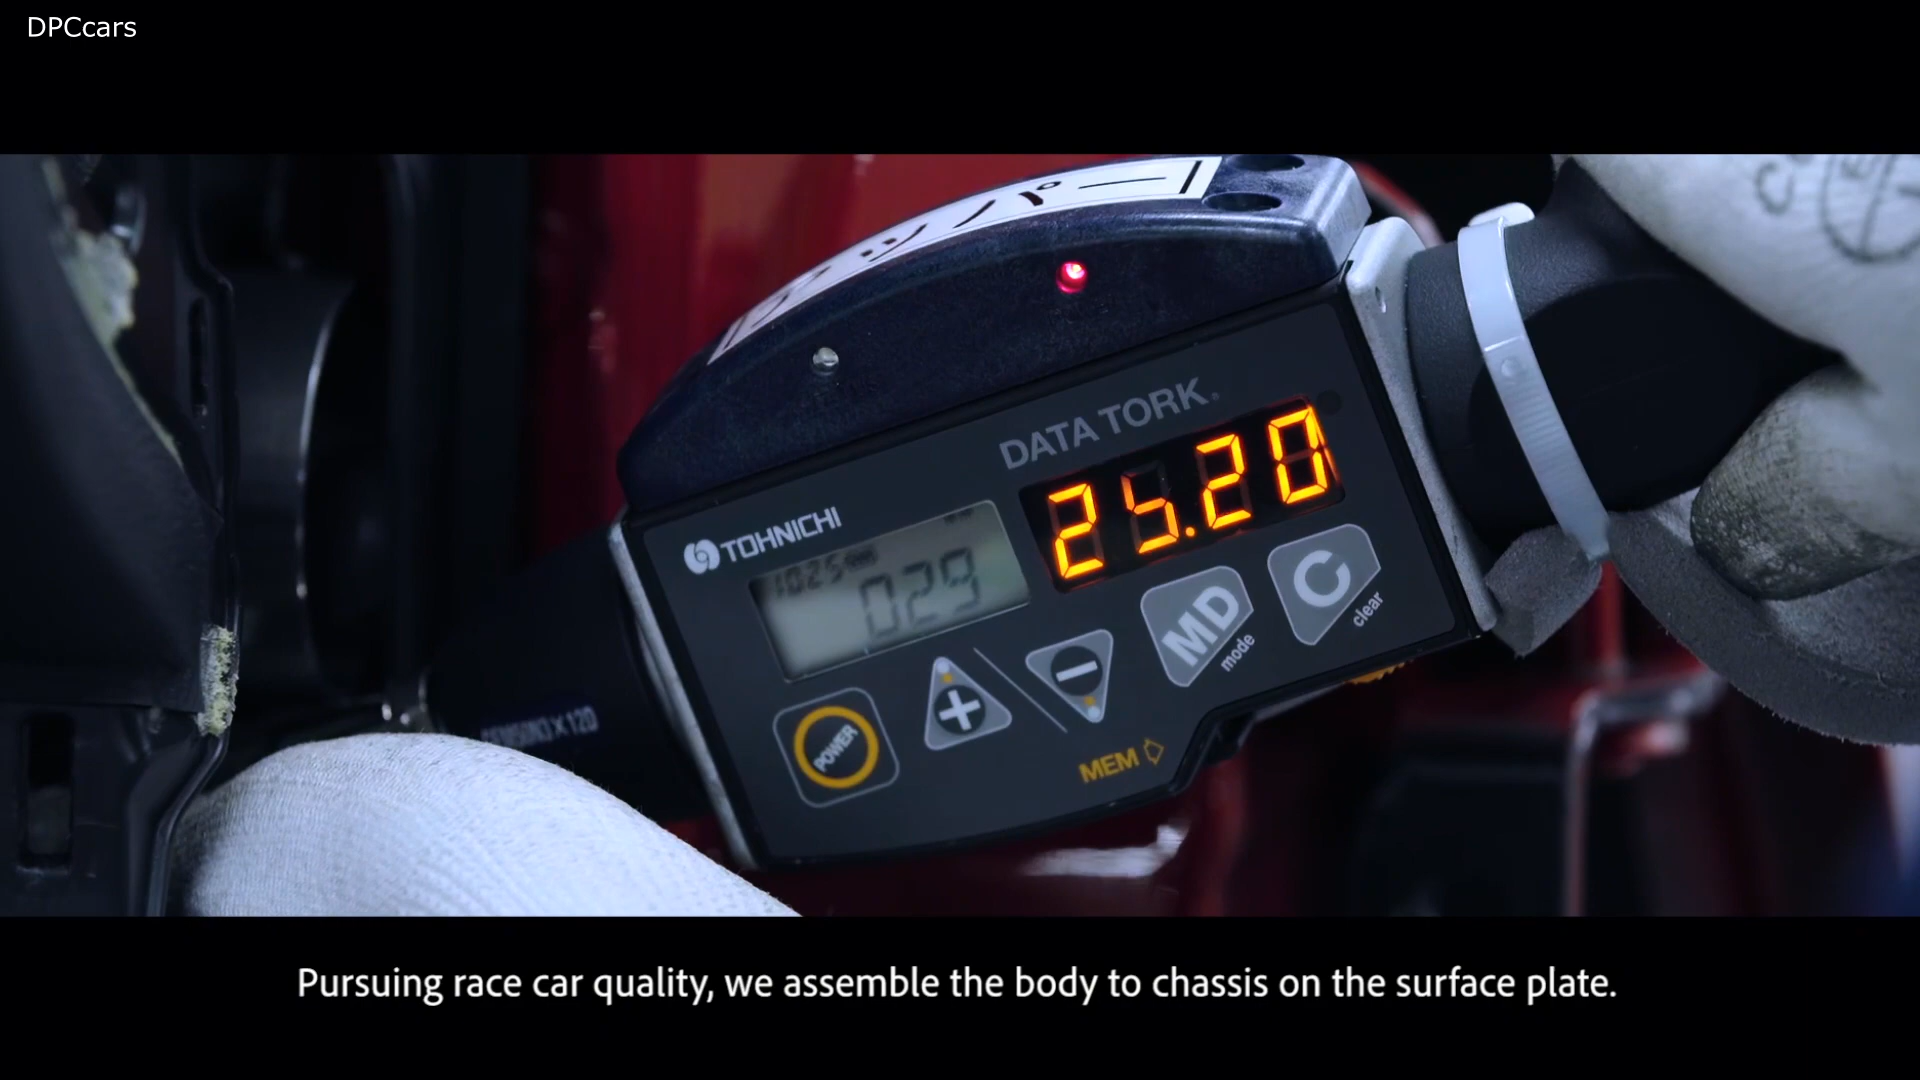 DPCcars
DATA TORK
25.20
TOHNICHI
029
MD
mode
C
clear
+
−
POWER
MEM
Pursuing race car quality, we assemble the body to chassis on the surface plate.